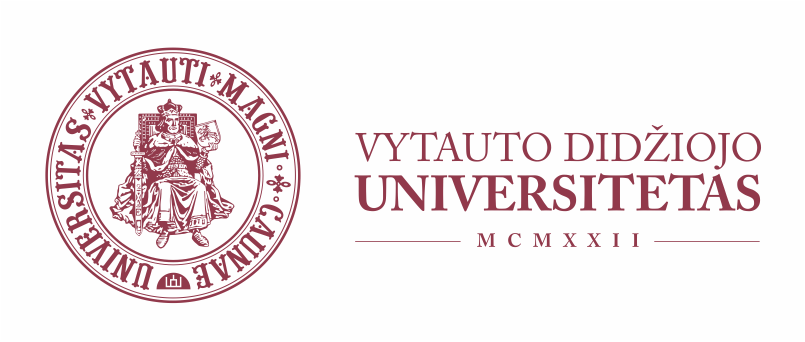 UNIVERSITAS VYTAUTI MAGNI CAUNAE
VYTAUTO DIDŽIOJO
UNIVERSITETAS
MCMXXII